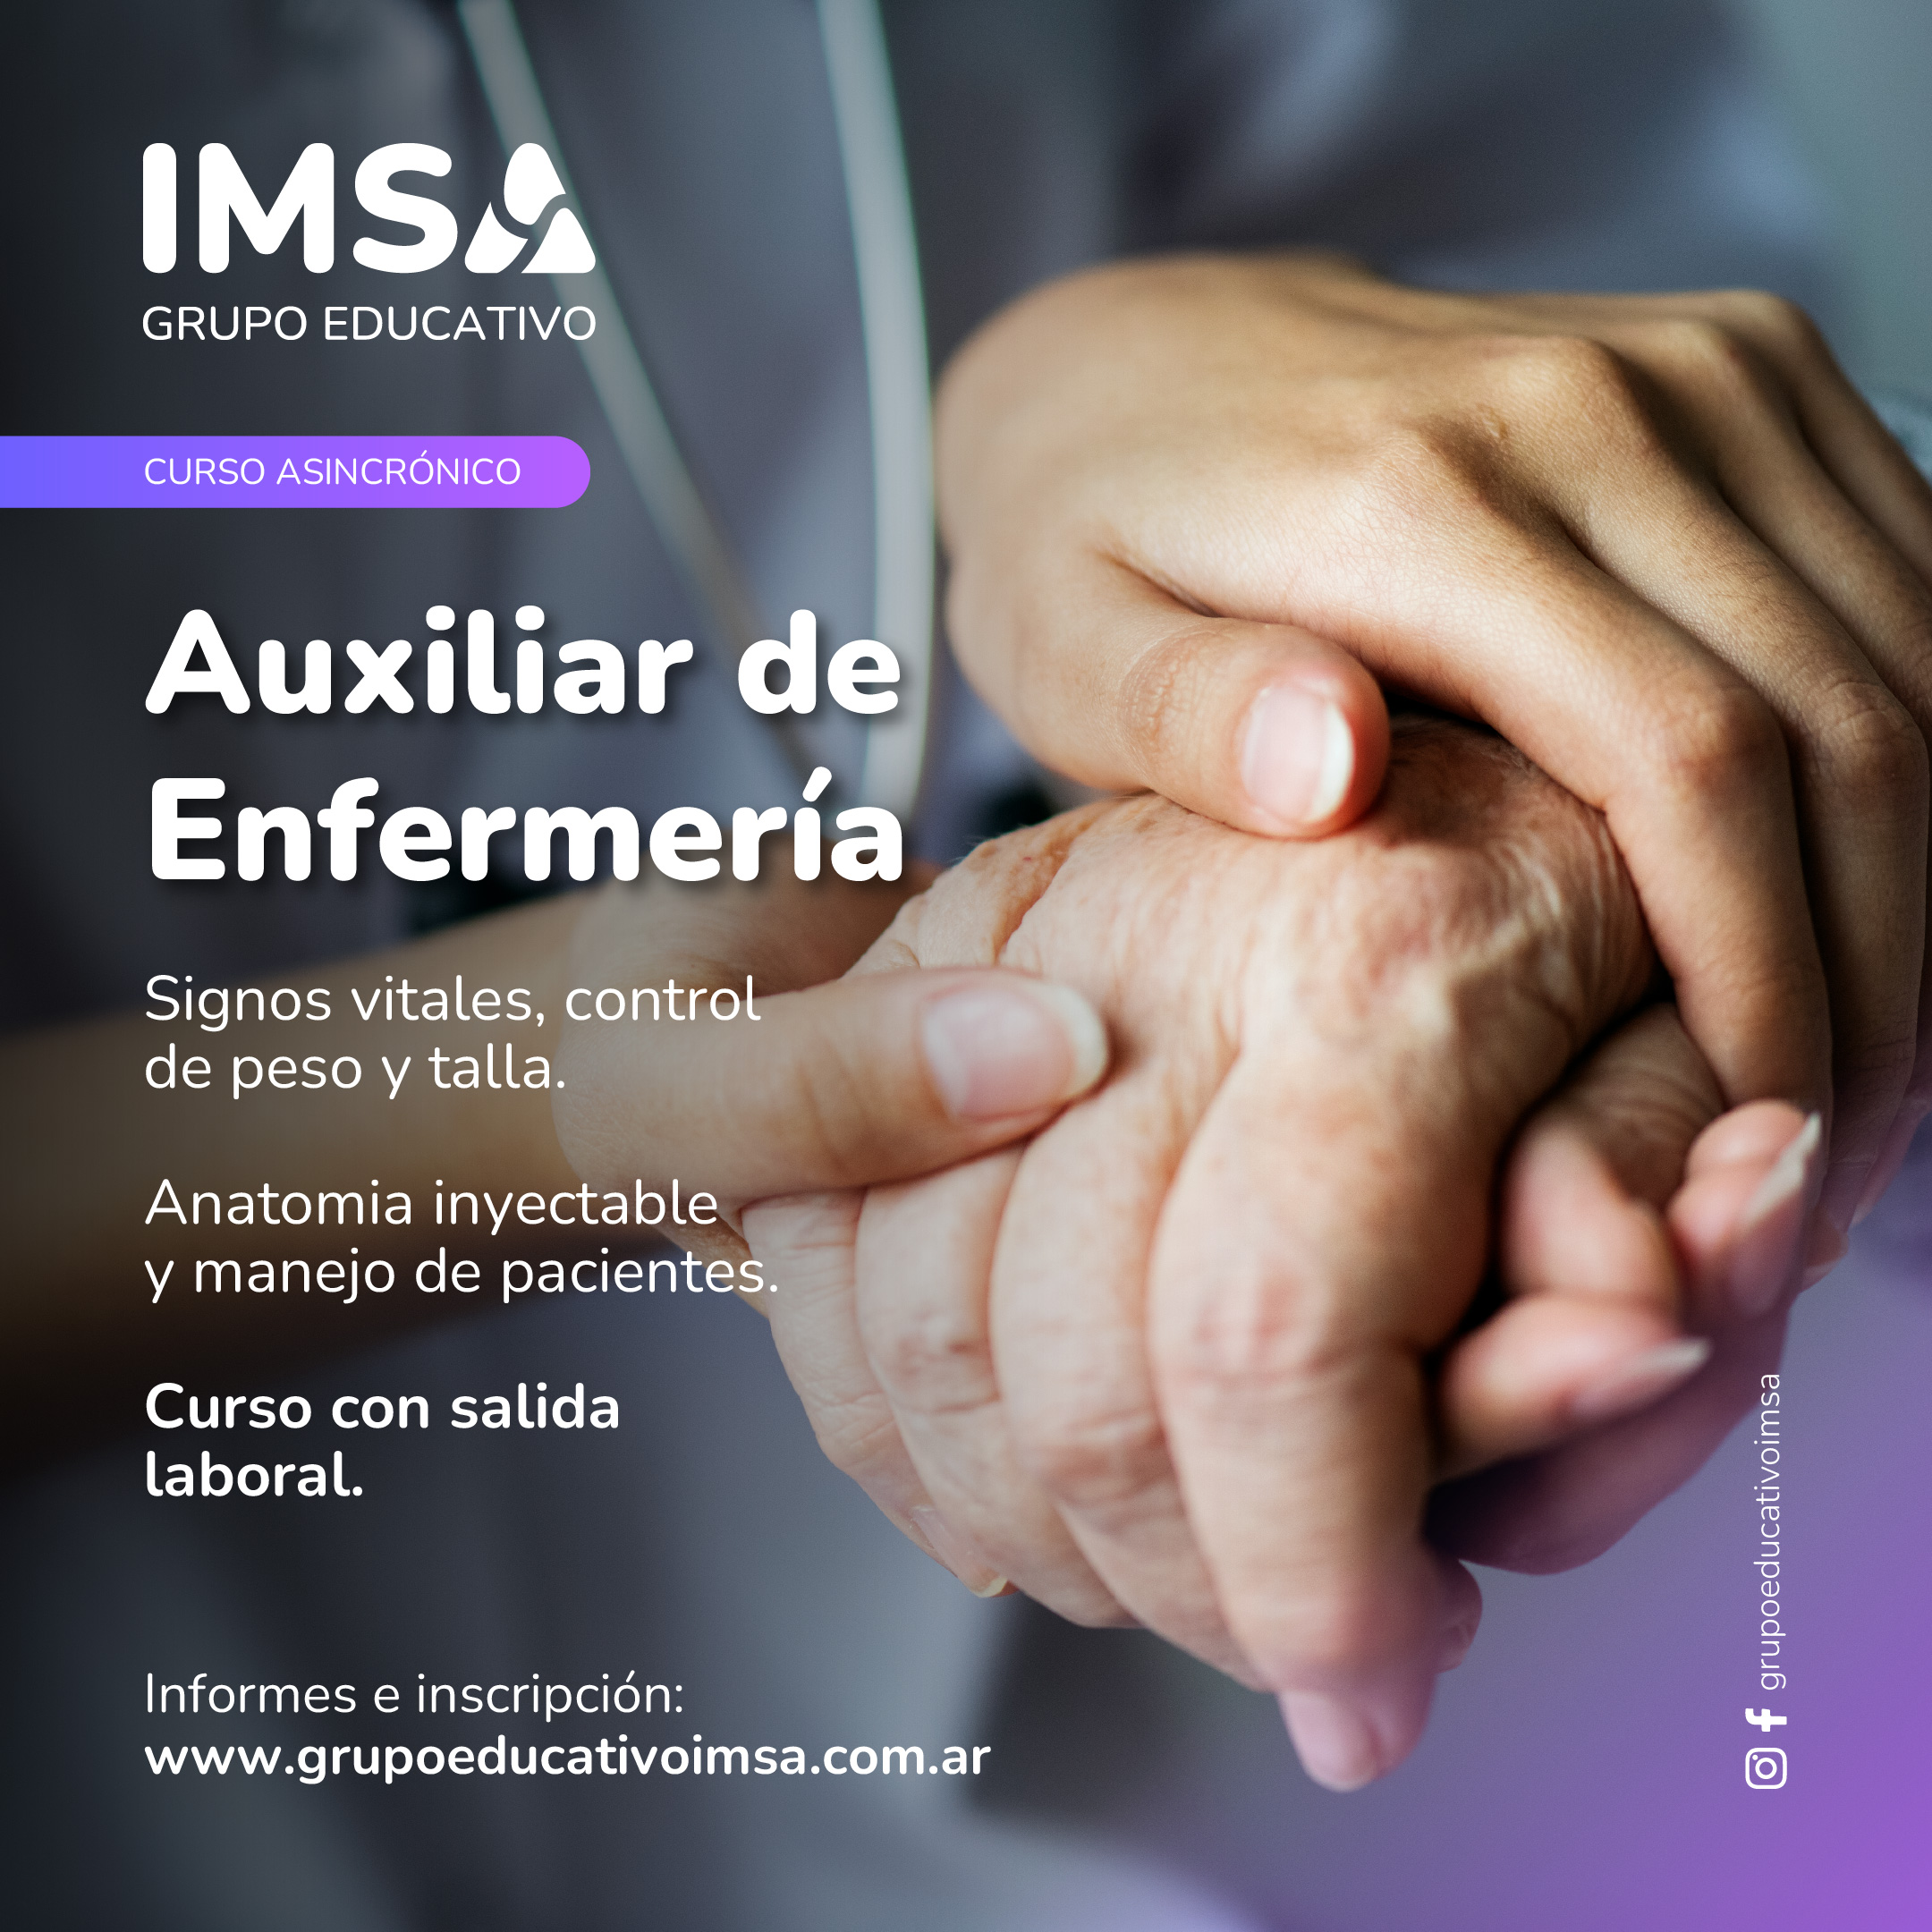 IMSA
GRUPO EDUCATIVO
CURSO ASINCRÓNICO
Auxiliar de
Enfermería
Signos vitales, control
de peso y talla.
Anatomia inyectable
y manejo de pacientes.
Curso con salida
laboral.
Informes e inscripción:
www.grupoeducativoimsa.com.ar
grupoeducativoimsa